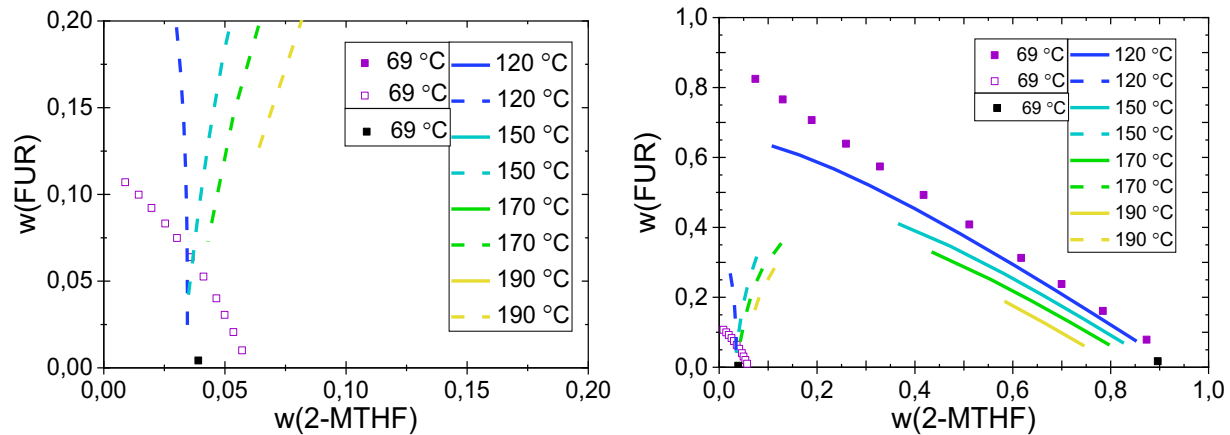 0,20
0,15
0,10
0,05
0,00
w(FUR)
0,00 0,05 0,10 0,15 0,20
w(2-MTHF)
69 °C
69 °C
69 °C
120 °C
120 °C
150 °C
150 °C
170 °C
170 °C
190 °C
190 °C
1,0
0,8
0,6
0,4
0,2
0,0
w(FUR)
0,0 0,2 0,4 0,6 0,8 1,0
w(2-MTHF)
69 °C
69 °C
69 °C
120 °C
120 °C
150 °C
150 °C
170 °C
170 °C
190 °C
190 °C